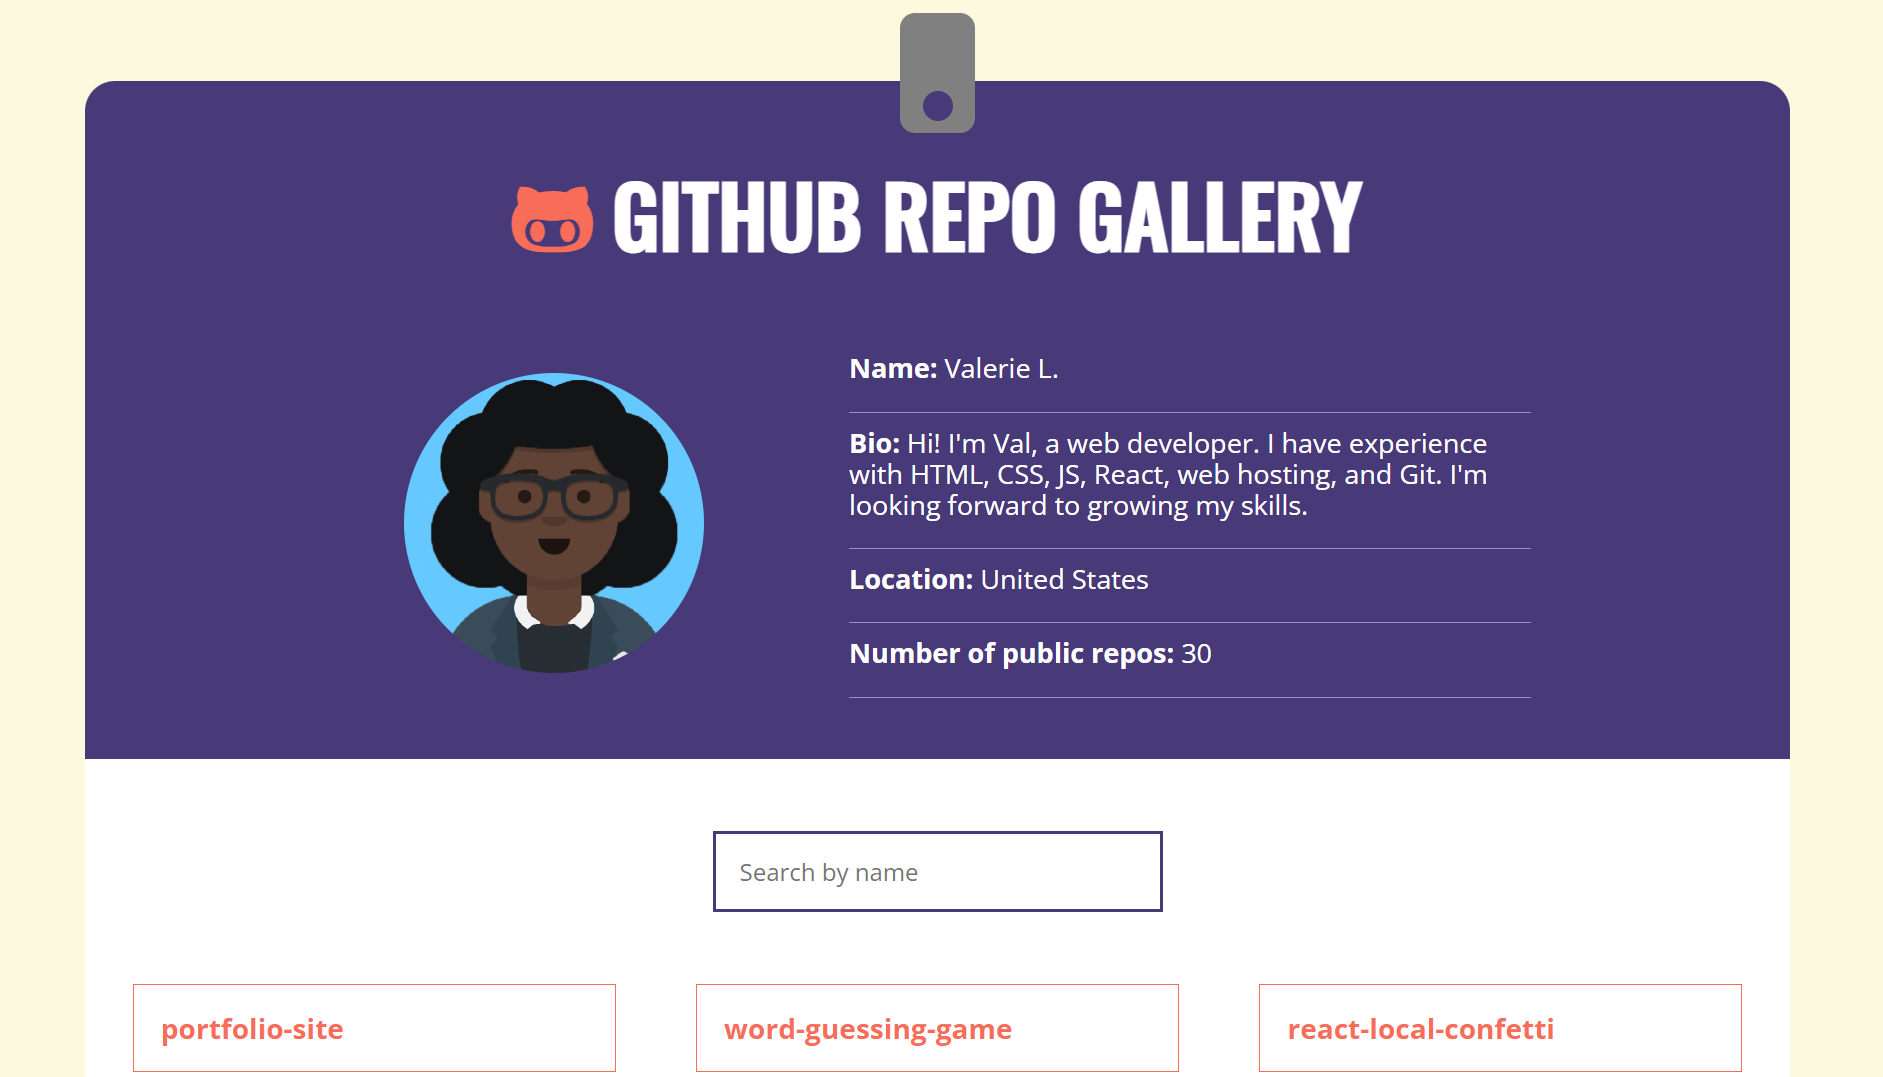 GITHUB REPO GALLERY
Name: Valerie L.
Bio: Hi! I'm Val, a web developer. I have experience
with HTML, CSS, JS, React, web hosting, and Git. I'm
looking forward to growing my skills.
Location: United States
Number of public repos: 30
Search by name
portfolio-site
word-guessing-game
react-local-confetti